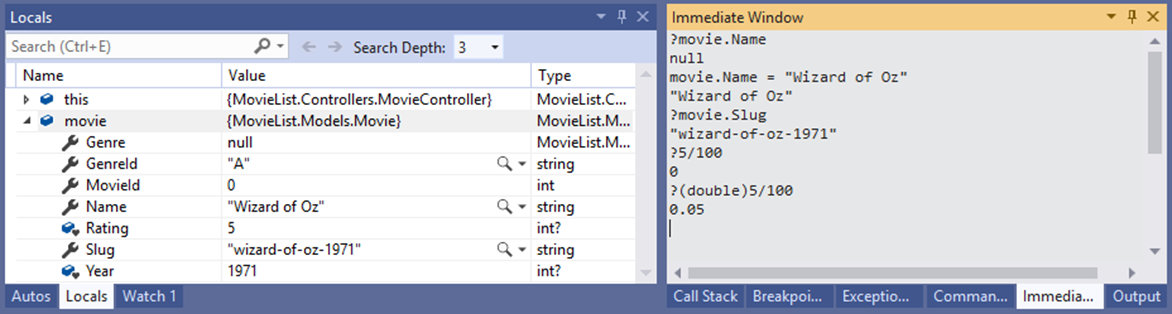 Locals
Search (Ctrl+E) Search Depth: 3
Name Value Type
this {MovieList.Controllers.MovieController} MovieList.C...
movie {MovieList.Models.Movie} MovieList.M...
Genre null MovieList.M...
GenreId "A" string
MovieId 0 int
Name "Wizard of Oz" string
Rating 5 int?
Slug "wizard-of-oz-1971" string
Year 1971 int?
Autos Locals Watch 1
Immediate Window
?movie.Name
null
movie.Name = "Wizard of Oz"
"Wizard of Oz"
?movie.Slug
"wizard-of-oz-1971"
?5/100
0
?(double)5/100
0.05
Call Stack Breakpoi... Exceptio... Comman... Immedia... Output